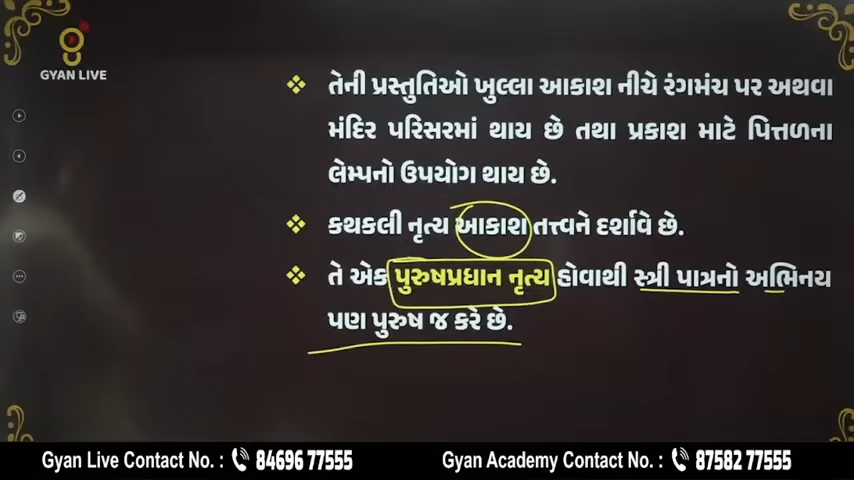 GYAN LIVE
❖ તેની પ્રસ્તુતિઓ ખુલ્લા આકાશ નીચે રંગમંચ પર અથવા
મંદિર પરિસરમાં થાય છે તથા પ્રકાશ માટે પિત્તળના
લેમ્પનો ઉપયોગ થાય છે.
❖ કથકલી નૃત્ય આકાશ તત્ત્વને દર્શાવે છે.
❖ તે એક પુરુષપ્રધાન નૃત્ય હોવાથી સ્ત્રી પાત્રનો અભિનય
પણ પુરુષ જ કરે છે.
Gyan Live Contact No. : 84696 77555 Gyan Academy Contact No. : 87582 77555